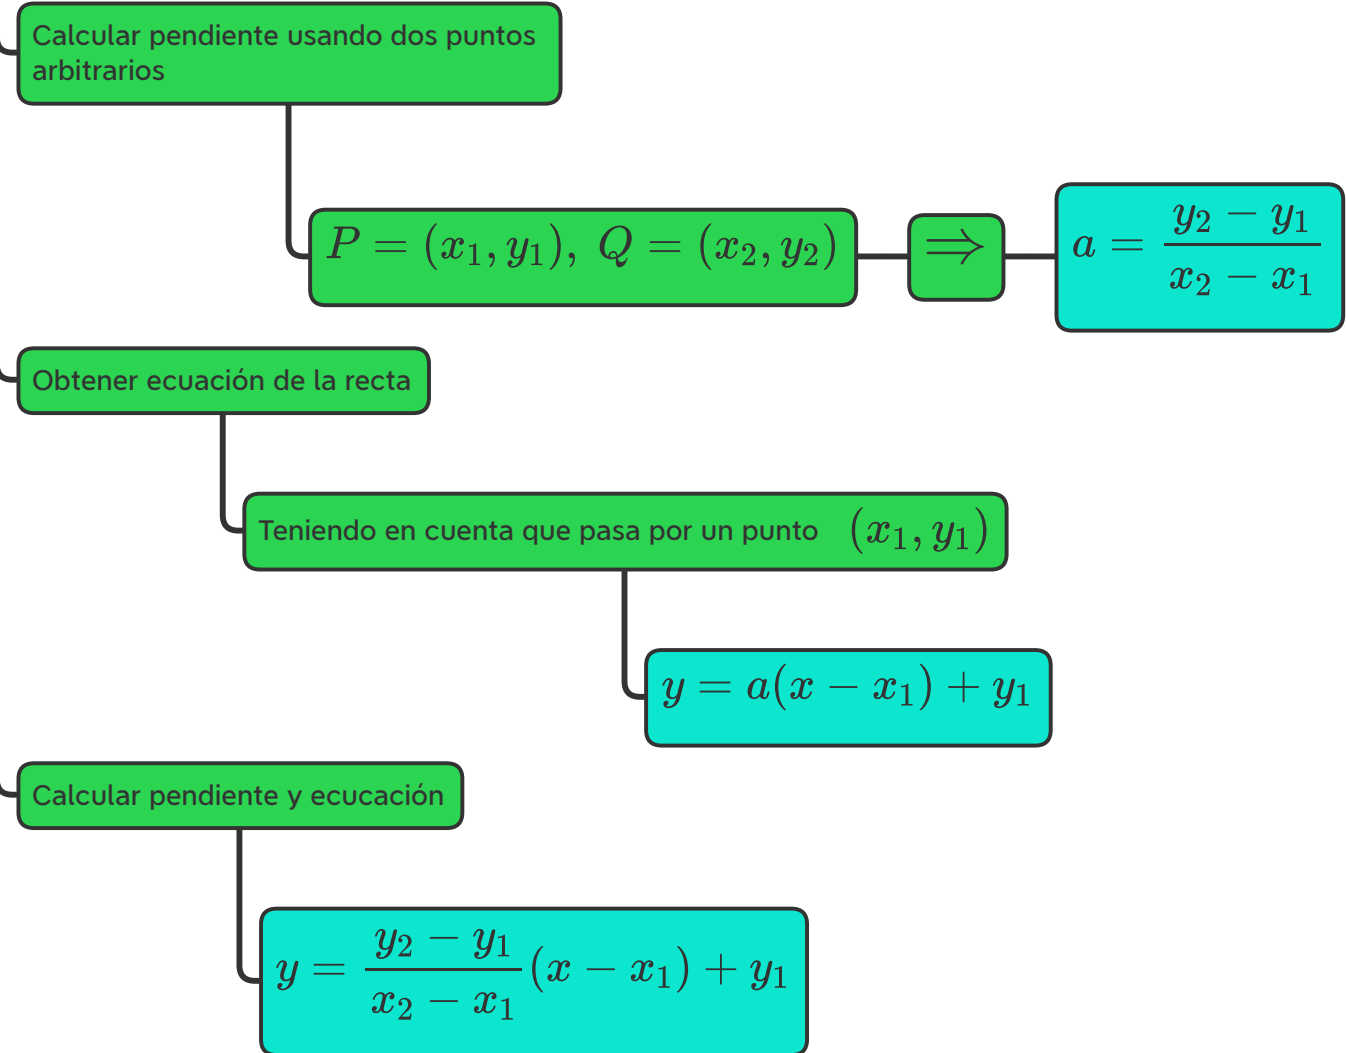 Calcular pendiente usando dos puntos
arbitrarios
P = (x₁, y₁), Q = (x₂, y₂)
⇒
a = \frac{y₂ − y₁}{x₂ − x₁}
Obtener ecuación de la recta
Teniendo en cuenta que pasa por un punto (x₁, y₁)
y = a(x − x₁) + y₁
Calcular pendiente y ecucación
y = \frac{y₂ − y₁}{x₂ − x₁}(x − x₁) + y₁